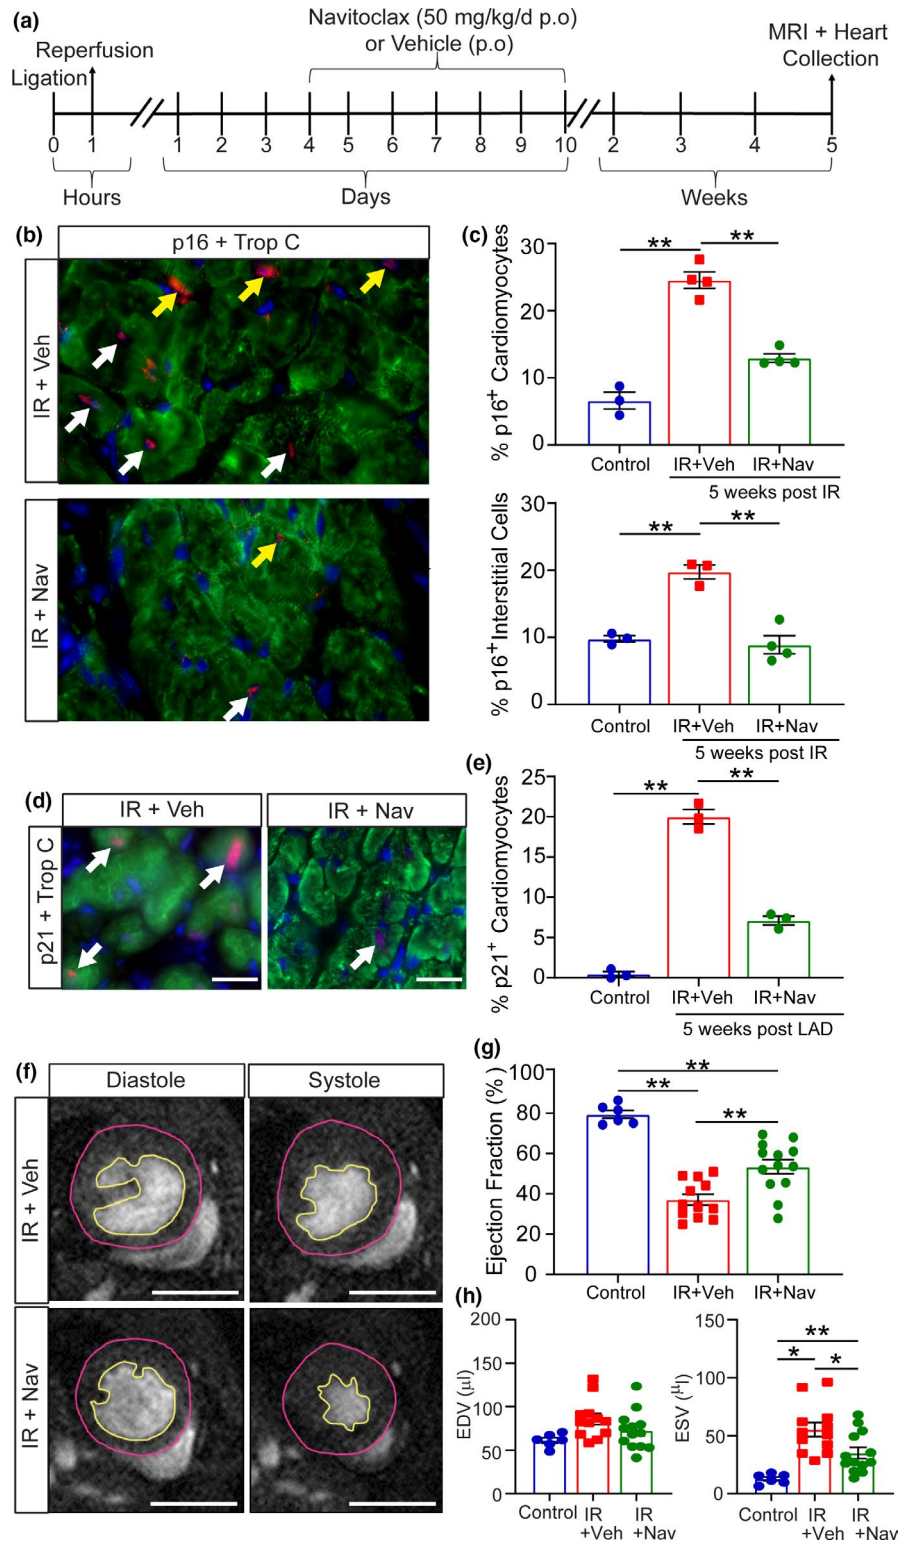 (a)
Navitoclax (50 mg/kg/d p.o)
or Vehicle (p.o)
MRI + Heart
Collection
Reperfusion
Ligation
0 1 1 2 3 4 5 6 7 8 9 10 2 3 4 5
Hours Days Weeks
(b)
p16 + Trop C
IR + Veh
IR + Nav
(c)
% p16+ Cardiomyocytes
30
20
10
0
** **
Control IR+Veh IR+Nav
5 weeks post IR
% p16+ Interstitial Cells
30
20
10
0
** **
Control IR+Veh IR+Nav
5 weeks post IR
(d)
IR + Veh IR + Nav
p21 + Trop C
(e)
% p21+ Cardiomyocytes
25
20
15
10
5
0
** **
Control IR+Veh IR+Nav
5 weeks post LAD
(f)
Diastole Systole
IR + Veh
IR + Nav
(g)
Ejection Fraction (%)
100
80
60
40
20
0
**
** **
Control IR+Veh IR+Nav
(h)
EDV (µl)
200
150
100
50
0
Control IR +Veh IR +Nav
ESV (µl)
150
100
50
0
**
* *
Control IR +Veh IR +Nav